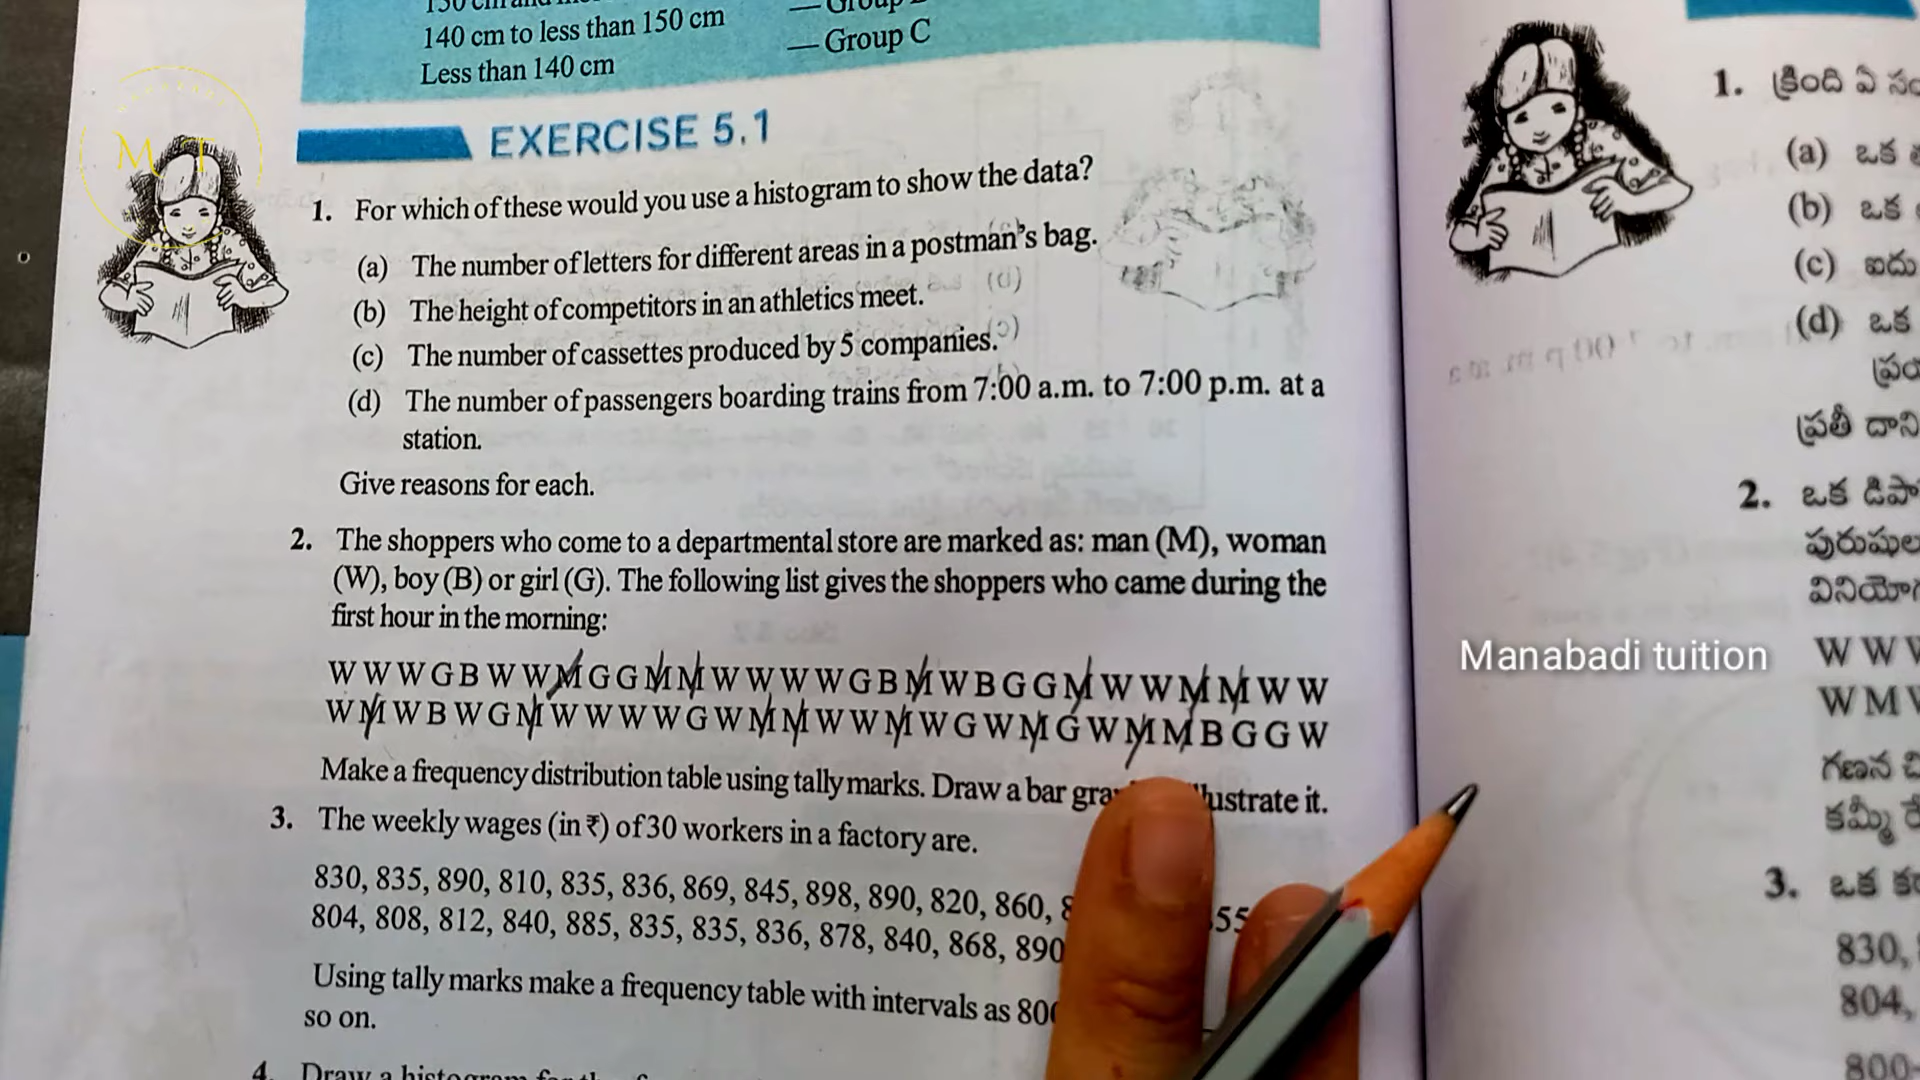 140 cm to less than 150 cm
Less than 140 cm — Group C
M T
EXERCISE 5.1
1. For which of these would you use a histogram to show the data?
(a) The number of letters for different areas in a postman's bag.
(b) The height of competitors in an athletics meet.
(c) The number of cassettes produced by 5 companies.
(d) The number of passengers boarding trains from 7:00 a.m. to 7:00 p.m. at a
station.
Give reasons for each.
2. The shoppers who come to a departmental store are marked as: man (M), woman
(W), boy (B) or girl (G). The following list gives the shoppers who came during the
first hour in the morning:
W W W G B W W M G G M M W W W W G B M W B G G M W W M M W W
W M W B W G M W W W W G W M M W W M W G W M G W M M B G G W
Make a frequency distribution table using tally marks. Draw a bar illustrate it.
3. The weekly wages (in ₹) of 30 workers in a factory are.
830, 835, 890, 810, 835, 836, 869, 845, 898, 890, 820, 860,
804, 808, 812, 840, 885, 835, 835, 836, 878, 840, 868, 890
Using tally marks make a frequency table with intervals as
so on.
4. Draw a histogram
1. క్రింది ఏ
(a) ఒక
(b) ఒక
(c) ఐదు
(d) ఒక
ప్రతీ దాని
2. ఒక
Manabadi tuition
W W
W M
3. ఒక
830,
804,
800-